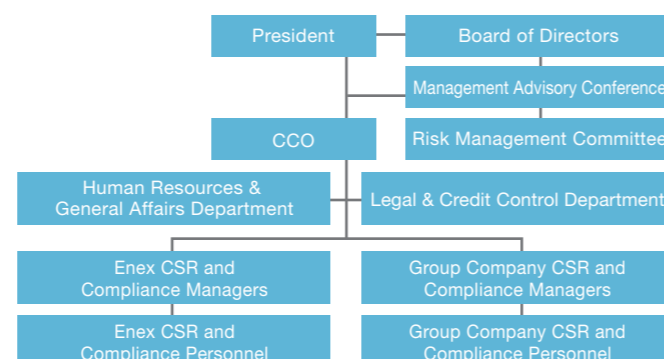 President
Board of Directors
Management Advisory Conference
CCO
Risk Management Committee
Human Resources &
General Affairs Department
Legal & Credit Control Department
Enex CSR and
Compliance Managers
Group Company CSR and
Compliance Managers
Enex CSR and
Compliance Personnel
Group Company CSR and
Compliance Personnel